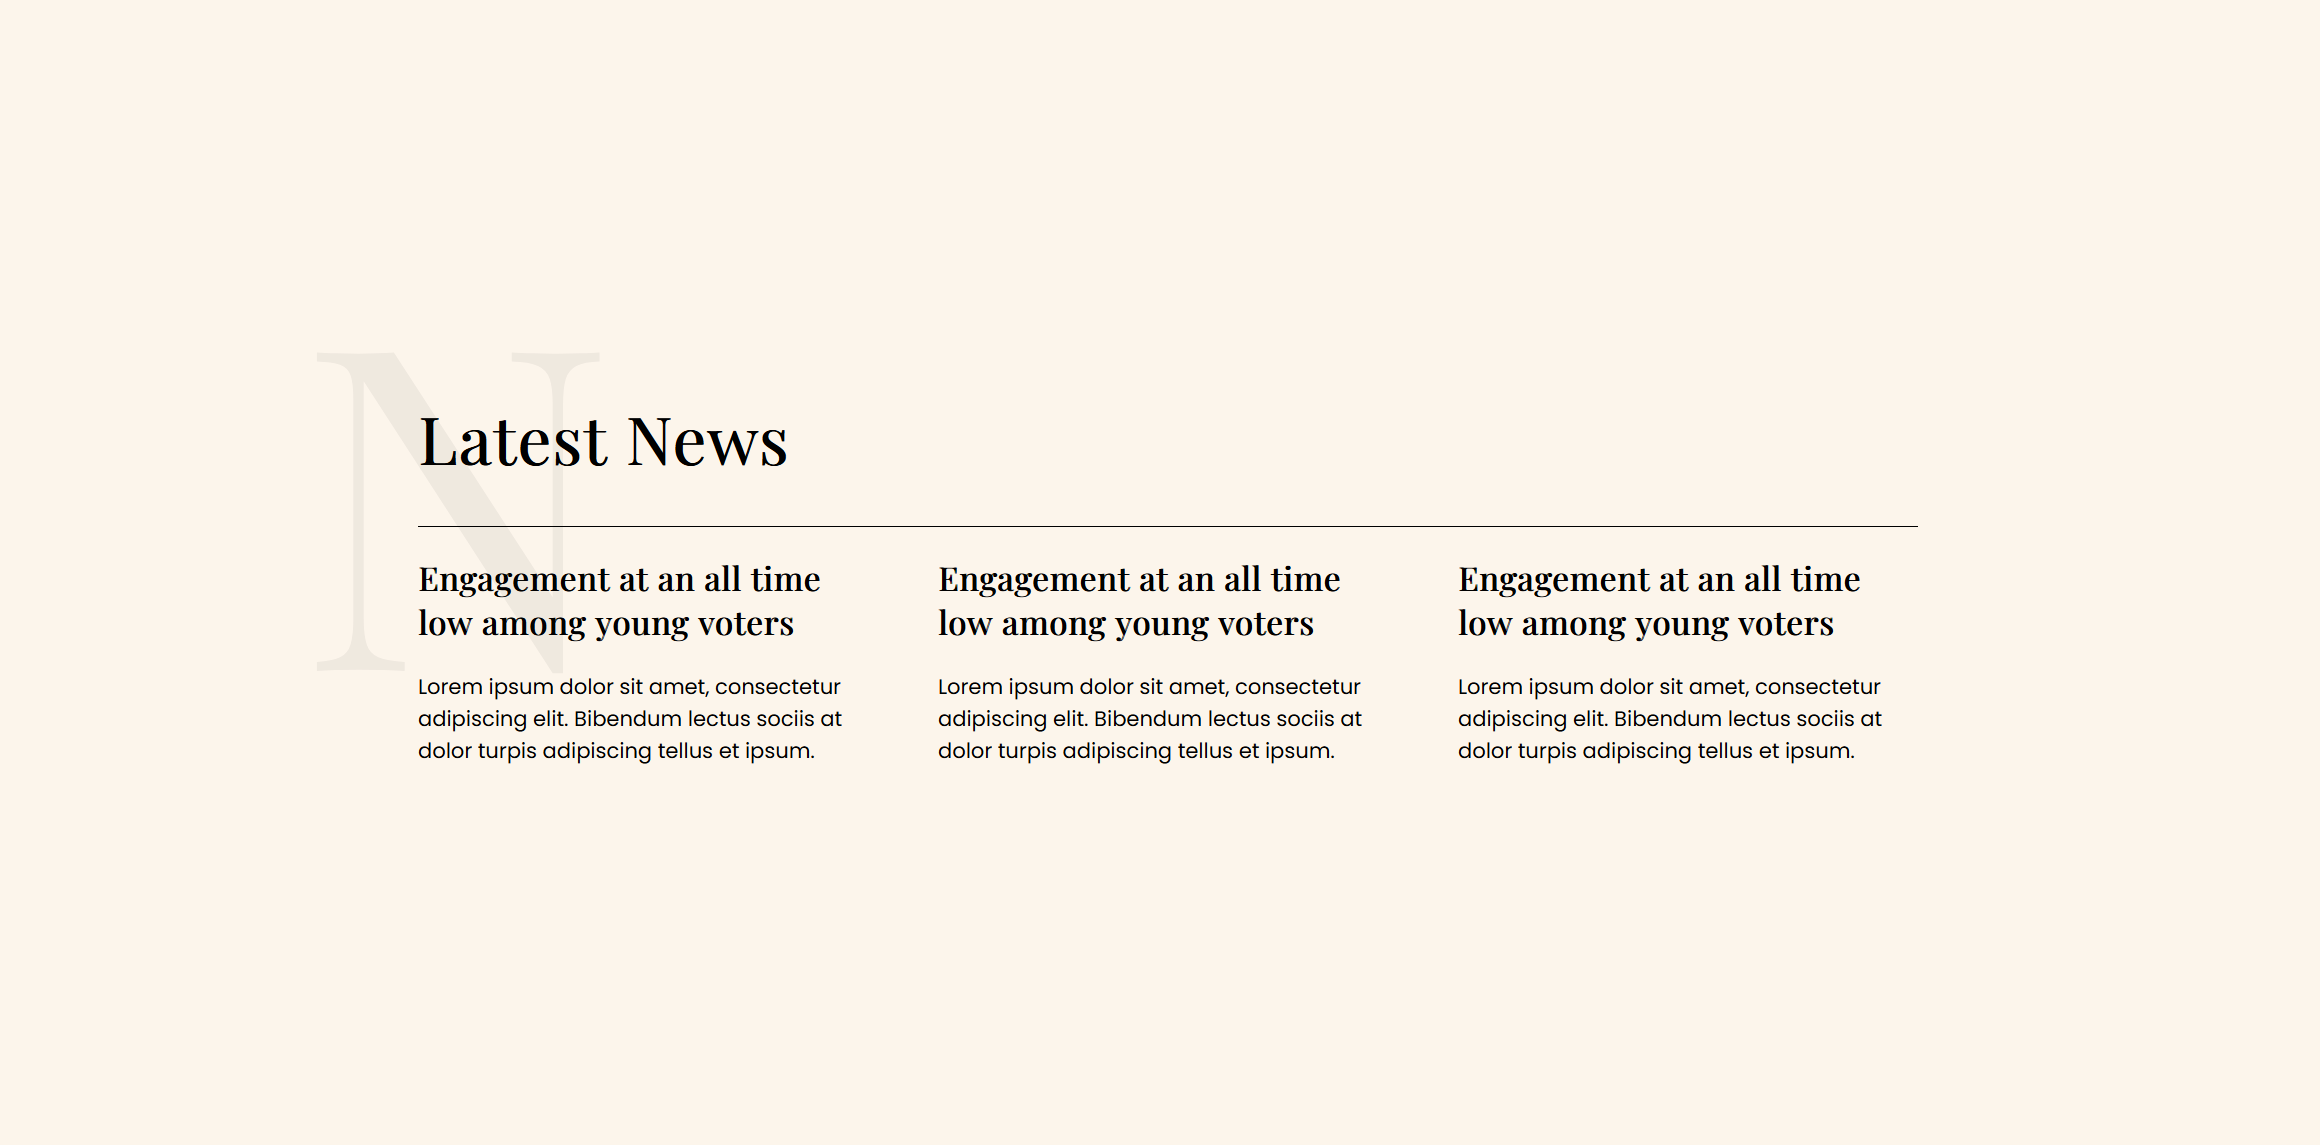 N
Latest News
Engagement at an all time
low among young voters
Lorem ipsum dolor sit amet, consectetur
adipiscing elit. Bibendum lectus sociis at
dolor turpis adipiscing tellus et ipsum.
Engagement at an all time
low among young voters
Lorem ipsum dolor sit amet, consectetur
adipiscing elit. Bibendum lectus sociis at
dolor turpis adipiscing tellus et ipsum.
Engagement at an all time
low among young voters
Lorem ipsum dolor sit amet, consectetur
adipiscing elit. Bibendum lectus sociis at
dolor turpis adipiscing tellus et ipsum.